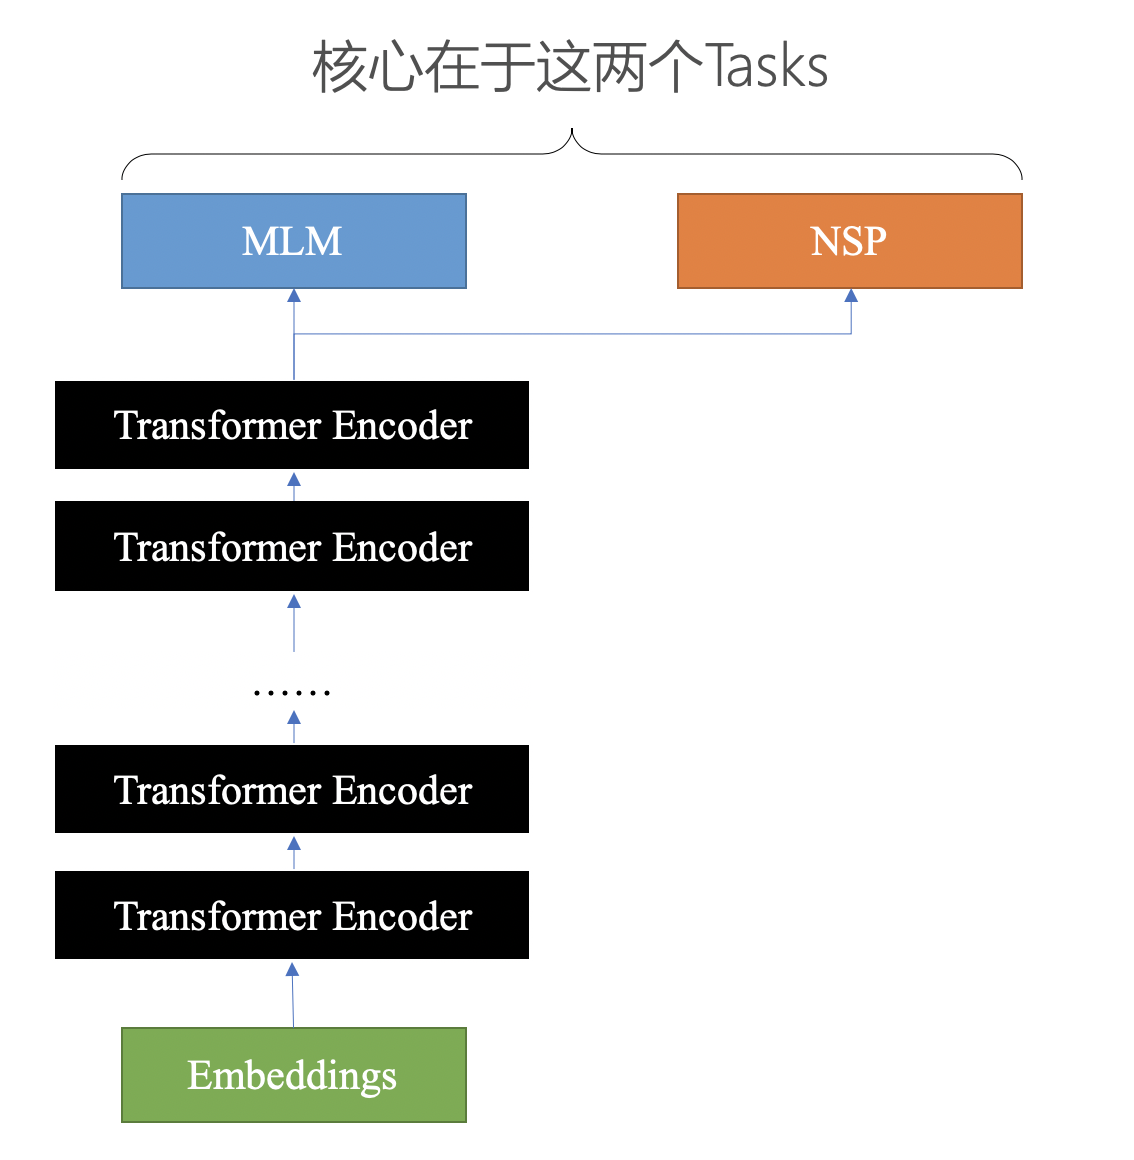 核心在于这两个Tasks
MLM
NSP
Transformer Encoder
Transformer Encoder
......
Transformer Encoder
Transformer Encoder
Embeddings